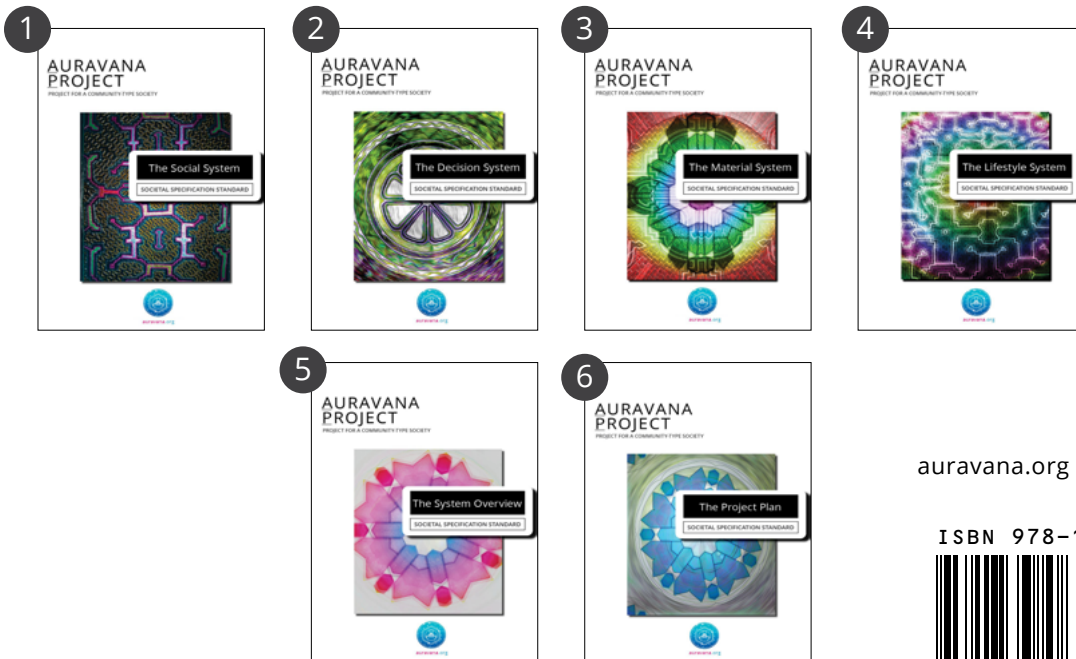 1
AURAVANA
PROJECT
PROJECT FOR A COMMUNITY-TYPE SOCIETY
The Social System
SOCIETAL SPECIFICATION STANDARD
auravana.org
2
AURAVANA
PROJECT
PROJECT FOR A COMMUNITY-TYPE SOCIETY
The Decision System
SOCIETAL SPECIFICATION STANDARD
auravana.org
3
AURAVANA
PROJECT
PROJECT FOR A COMMUNITY-TYPE SOCIETY
The Material System
SOCIETAL SPECIFICATION STANDARD
auravana.org
4
AURAVANA
PROJECT
PROJECT FOR A COMMUNITY-TYPE SOCIETY
The Lifestyle System
SOCIETAL SPECIFICATION STANDARD
auravana.org
5
AURAVANA
PROJECT
PROJECT FOR A COMMUNITY-TYPE SOCIETY
The System Overview
SOCIETAL SPECIFICATION STANDARD
auravana.org
6
AURAVANA
PROJECT
PROJECT FOR A COMMUNITY-TYPE SOCIETY
The Project Plan
SOCIETAL SPECIFICATION STANDARD
auravana.org
auravana.org
ISBN 978-